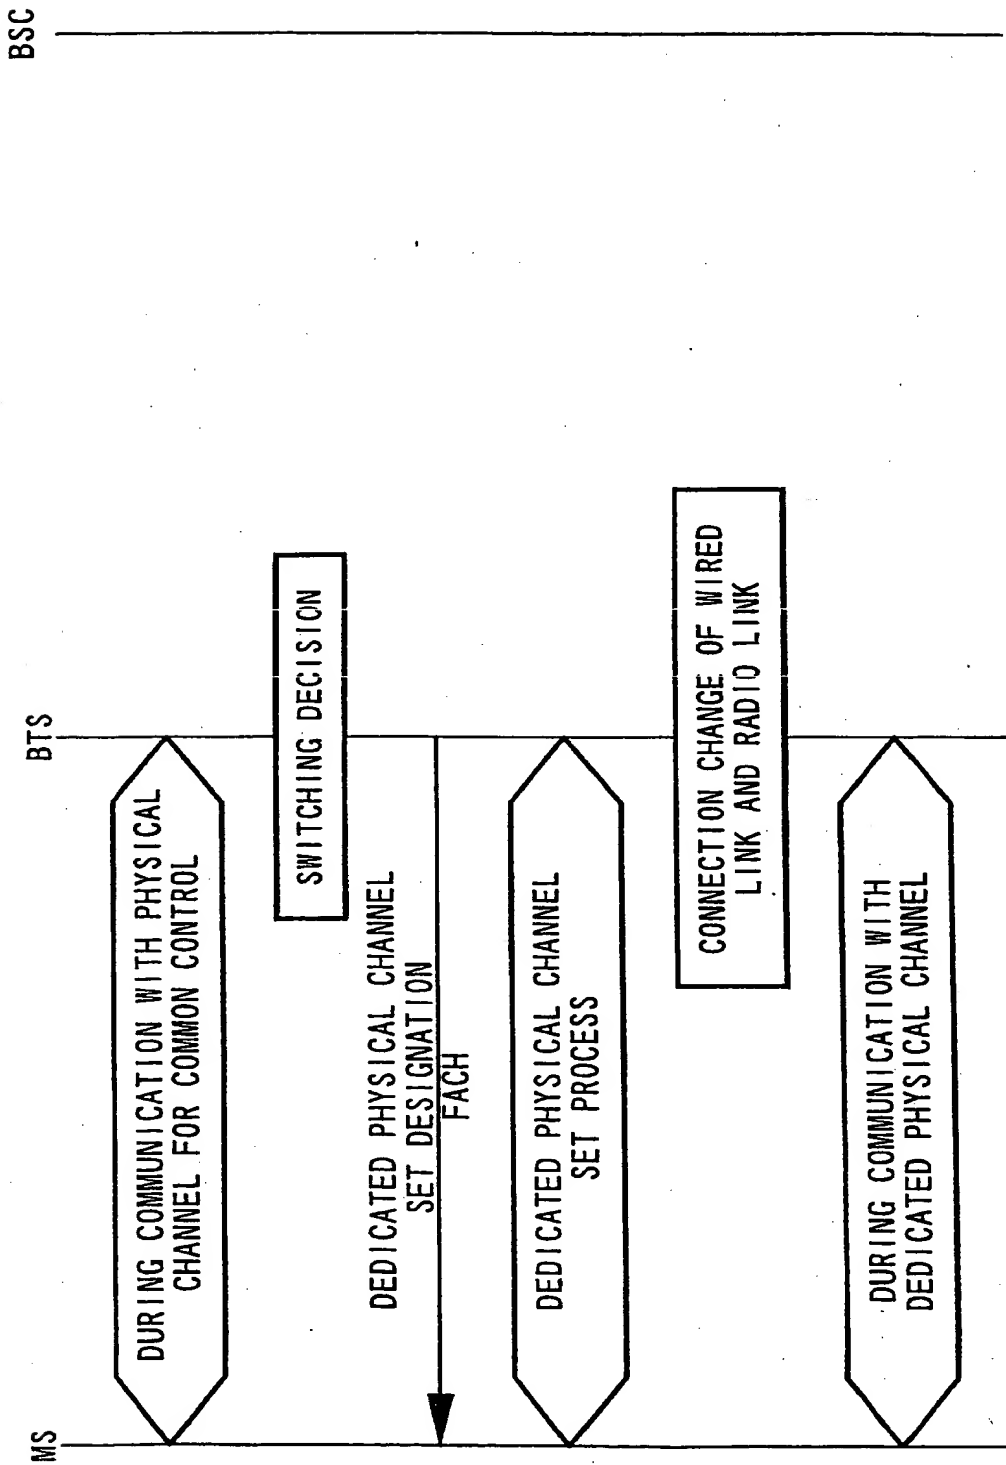 MS
BTS
BSC
DURING COMMUNICATION WITH PHYSICAL
CHANNEL FOR COMMON CONTROL
SWITCHING DECISION
DEDICATED PHYSICAL CHANNEL
SET DESIGNATION
FACH
DEDICATED PHYSICAL CHANNEL
SET PROCESS
CONNECTION CHANGE OF WIRED
LINK AND RADIO LINK
DURING COMMUNICATION WITH
DEDICATED PHYSICAL CHANNEL